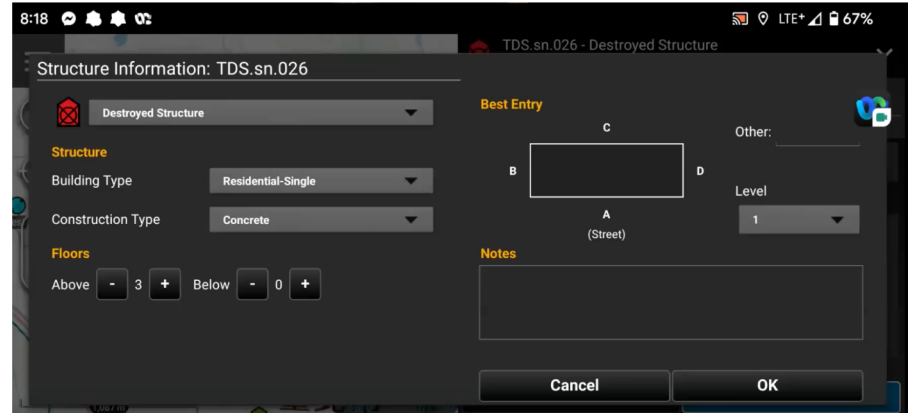 8:18
LTE+ 67%
TDS.sn.026 - Destroyed Structure
Structure Information: TDS.sn.026
Destroyed Structure
Structure
Building Type
Residential-Single
Construction Type
Concrete
Floors
Above - 3 + Below - 0 +
Best Entry
C
Other:
B
D
Level
A
1
(Street)
Notes
Cancel
OK
1,087 m